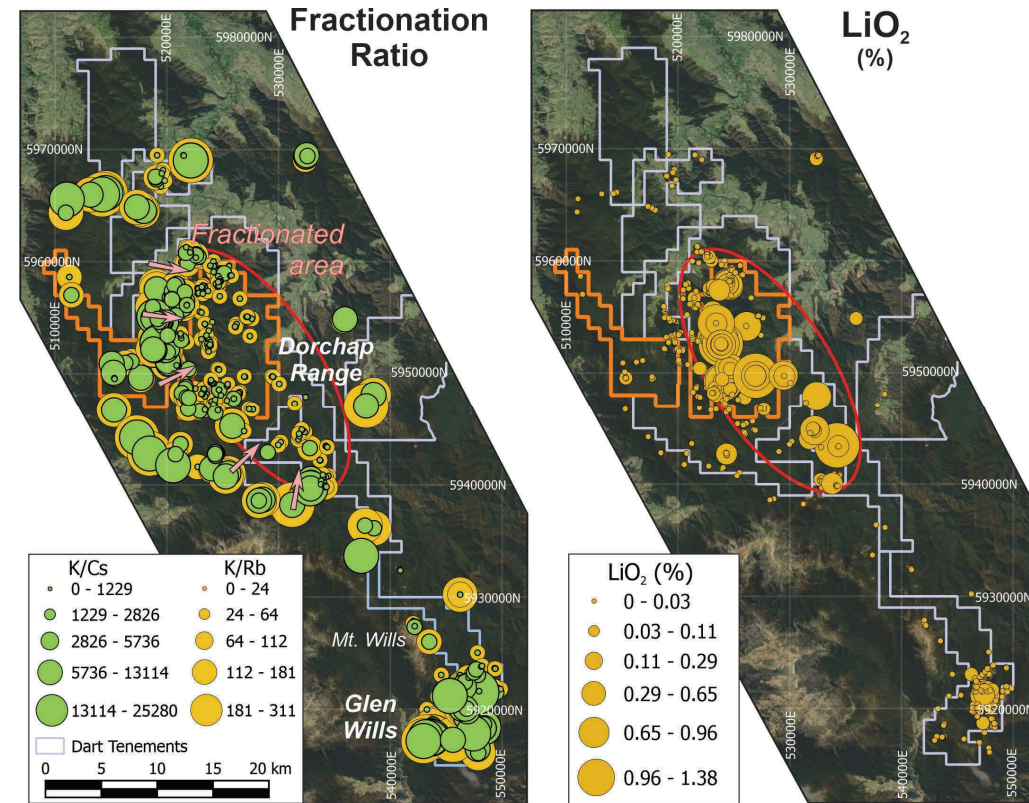 Fractionation
Ratio
520000E
5980000N
530000E
5970000N
Fractionated
area
5960000N
510000E
Dorchap
Range
5950000N
5940000N
5930000N
Mt. Wills
Glen
Wills
5920000N
540000E
550000E
K/Cs
K/Rb
0 - 1229
0 - 24
1229 - 2826
24 - 64
2826 - 5736
64 - 112
5736 - 13114
112 - 181
13114 - 25280
181 - 311
Dart Tenements
0 5 10 15 20 km
LiO2
(%)
520000E
5980000N
530000E
5970000N
5960000N
510000E
5950000N
5940000N
5930000N
5920000N
530000E
540000E
550000E
LiO2 (%)
0 - 0.03
0.03 - 0.11
0.11 - 0.29
0.29 - 0.65
0.65 - 0.96
0.96 - 1.38